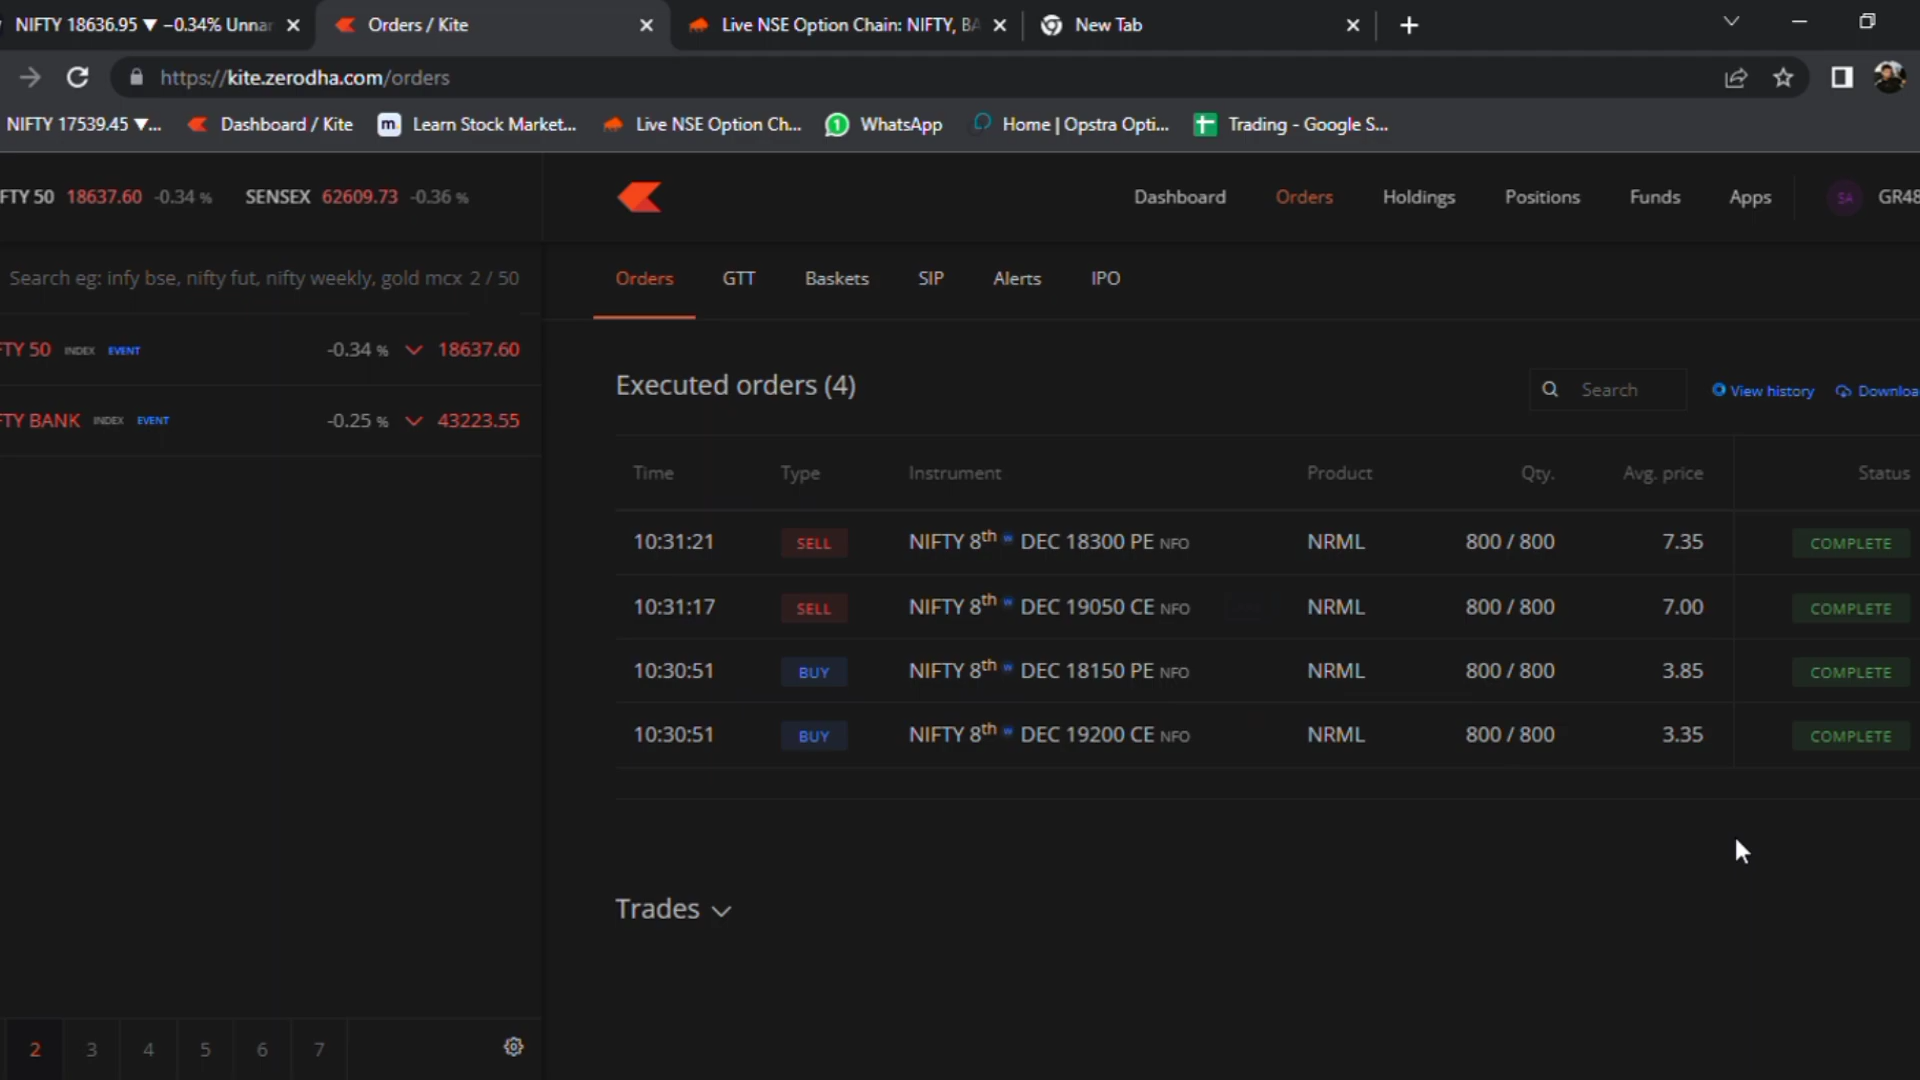 NIFTY 18636.95 ▼ −0.34% Unnar
Orders / Kite
Live NSE Option Chain: NIFTY, BA
New Tab
https://kite.zerodha.com/orders
NIFTY 17539.45 ▼...
Dashboard / Kite
m Learn Stock Market...
Live NSE Option Ch...
1 WhatsApp
Home | Opstra Opti...
Trading - Google S...
FTY 50 18637.60 -0.34 % SENSEX 62609.73 -0.36 %
Dashboard Orders Holdings Positions Funds Apps SA GR48
Search eg: infy bse, nifty fut, nifty weekly, gold mcx 2 / 50
Orders GTT Baskets SIP Alerts IPO
FTY 50 INDEX EVENT -0.34 % 18637.60
FTY BANK INDEX EVENT -0.25 % 43223.55
Executed orders (4)
Search View history Downloa
Time Type Instrument Product Qty. Avg. price Status
10:31:21 SELL NIFTY 8th w DEC 18300 PE NFO NRML 800 / 800 7.35 COMPLETE
10:31:17 SELL NIFTY 8th w DEC 19050 CE NFO NRML 800 / 800 7.00 COMPLETE
10:30:51 BUY NIFTY 8th w DEC 18150 PE NFO NRML 800 / 800 3.85 COMPLETE
10:30:51 BUY NIFTY 8th w DEC 19200 CE NFO NRML 800 / 800 3.35 COMPLETE
Trades
2 3 4 5 6 7